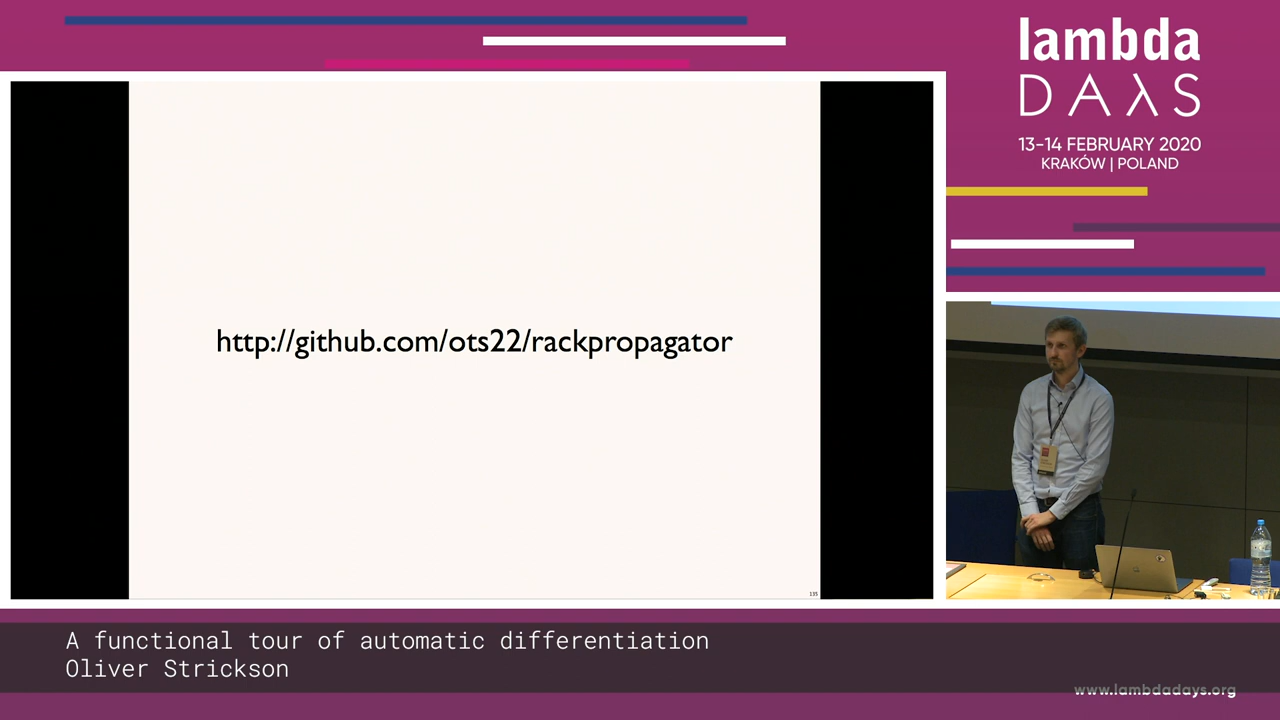 lambda
DAλS
13–14 FEBRUARY 2020
KRAKÓW | POLAND
http://github.com/ots22/rackpropagator
135
A functional tour of automatic differentiation
Oliver Strickson
www.lambdadays.org